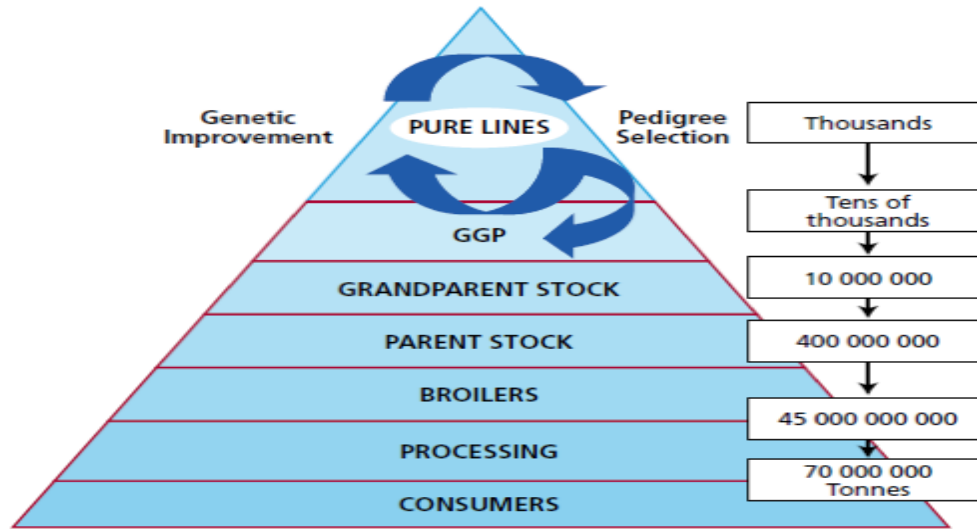 Genetic
Improvement
PURE LINES
Pedigree
Selection
Thousands
GGP
Tens of
thousands
GRANDPARENT STOCK
10 000 000
PARENT STOCK
400 000 000
BROILERS
45 000 000 000
PROCESSING
70 000 000
Tonnes
CONSUMERS